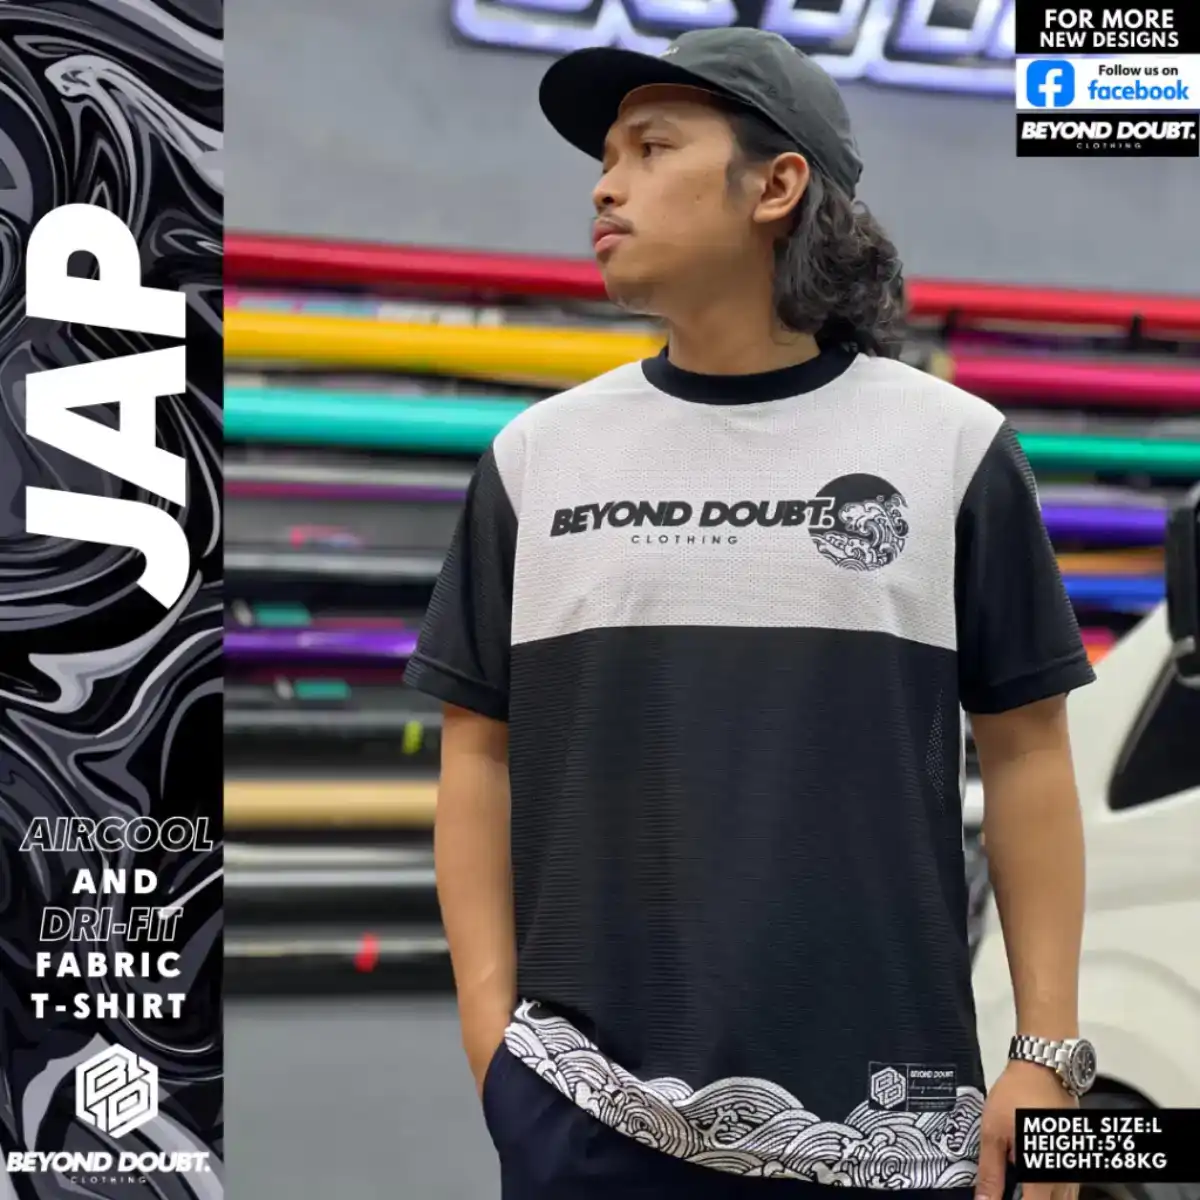 FOR MORE
NEW DESIGNS
Follow us on
facebook
BEYOND DOUBT.
CLOTHING
JAP
BEYOND DOUBT.
CLOTHING
AIRCOOL
AND
DRI-FIT
FABRIC
T-SHIRT
BEYOND DOUBT.
CLOTHING
BEYOND DOUBT
MODEL SIZE:L
HEIGHT:5'6
WEIGHT:68KG